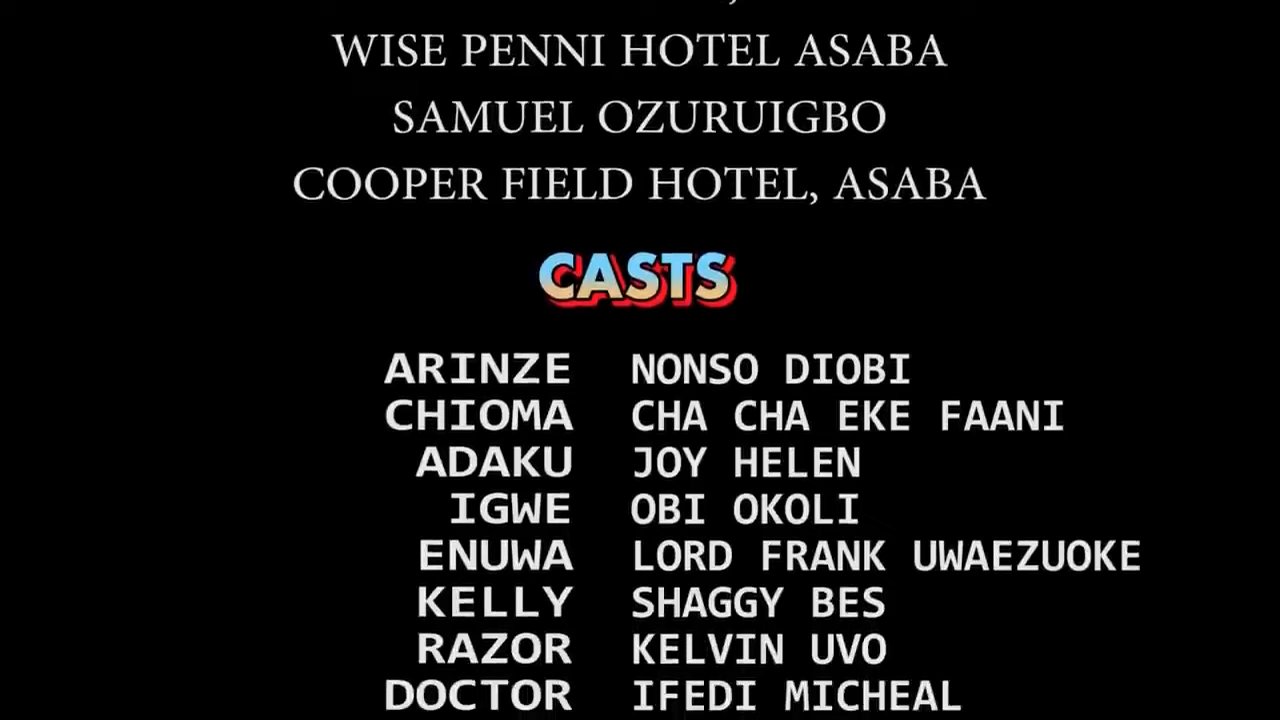 WISE PENNI HOTEL ASABA
SAMUEL OZURUIGBO
COOPER FIELD HOTEL, ASABA
CASTS
ARINZE NONSO DIOBI
CHIOMA CHA CHA EKE FAANI
ADAKU JOY HELEN
IGWE OBI OKOLI
ENUWA LORD FRANK UWAEZUOKE
KELLY SHAGGY BES
RAZOR KELVIN UVO
DOCTOR IFEDI MICHEAL